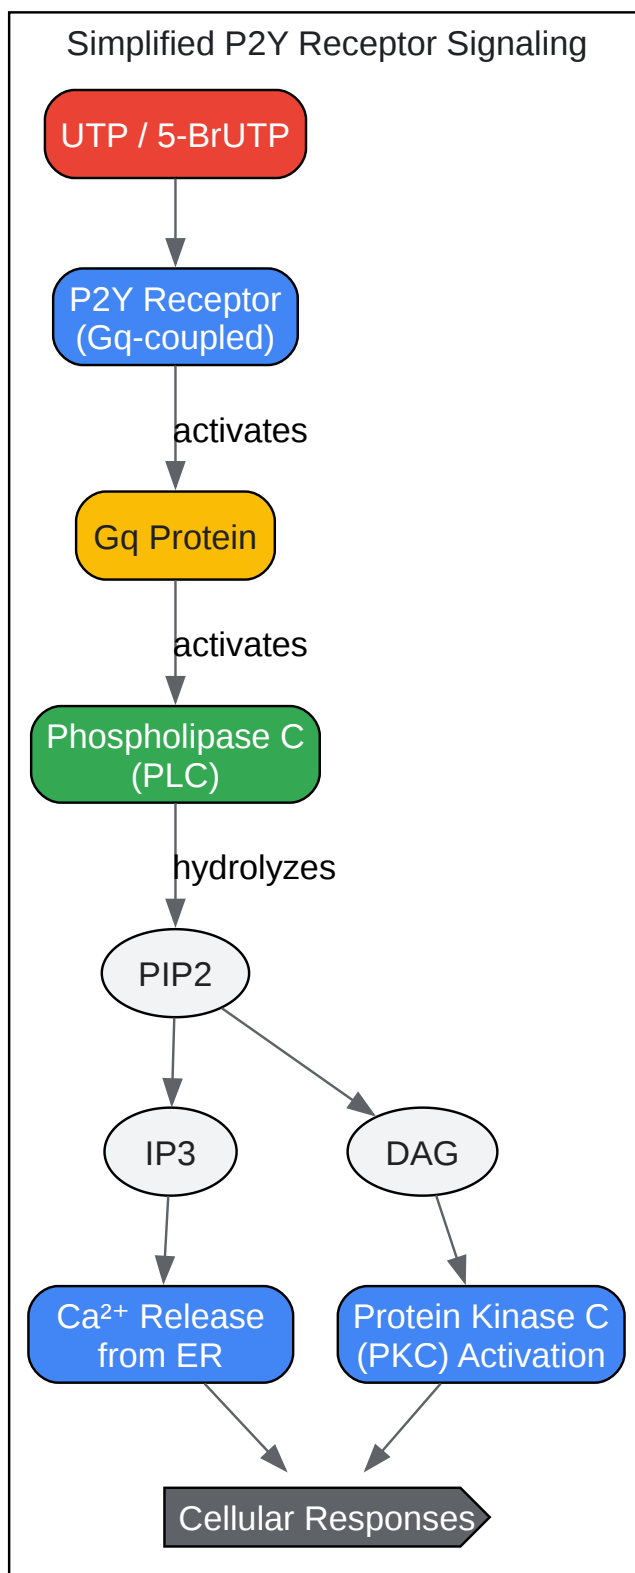 Simplified P2Y Receptor Signaling
UTP / 5-BrUTP
P2Y Receptor
(Gq-coupled)
activates
Gq Protein
activates
Phospholipase C
(PLC)
hydrolyzes
PIP2
IP3
DAG
Ca²⁺ Release
from ER
Protein Kinase C
(PKC) Activation
Cellular Responses